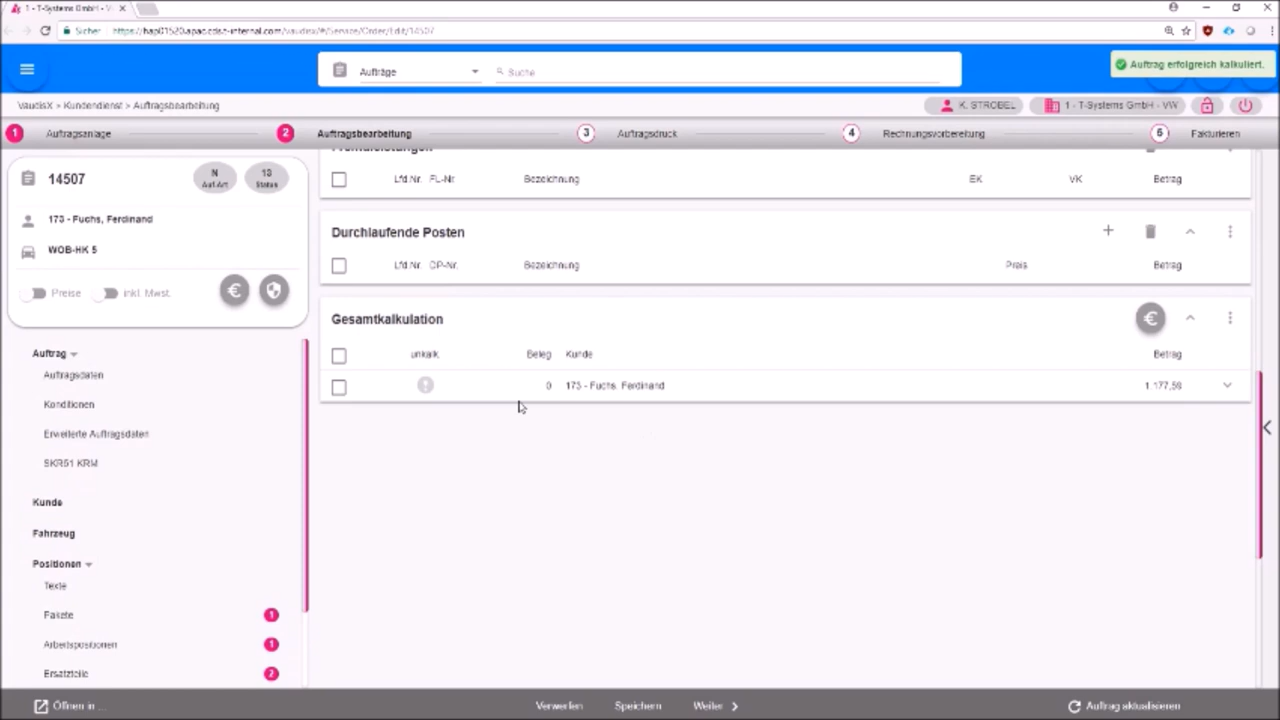 1 - T-Systems GmbH - V
Sicher
Auftrag erfolgreich kalkuliert.
Aufträge
Suche
VaudisX > Kundendienst > Auftragsbearbeitung
K. STROBEL
1 - T-Systems GmbH - VW
1 Auftragsanlage
2 Auftragsbearbeitung
3 Auftragsdruck
4 Rechnungsvorbereitung
Fakturieren
14507
N
Auf.Art
13
Status
173 - Fuchs, Ferdinand
WOB-HK 5
Preise
inkl. Mwst.
Auftrag
Auftragsdaten
Konditionen
Erweiterte Auftragsdaten
SKR51 KRM
Kunde
Fahrzeug
Positionen
Texte
Pakete 1
Arbeitspositionen 1
Ersatzteile 2
Lfd.Nr. FL-Nr. Bezeichnung EK VK Betrag
Durchlaufende Posten
Lfd.Nr. DP-Nr. Bezeichnung Preis Betrag
Gesamtkalkulation
€
unkalk. Beleg Kunde Betrag
0 173 - Fuchs, Ferdinand
Öffnen in ...
Verwerfen
Speichern
Weiter
Auftrag aktualisieren